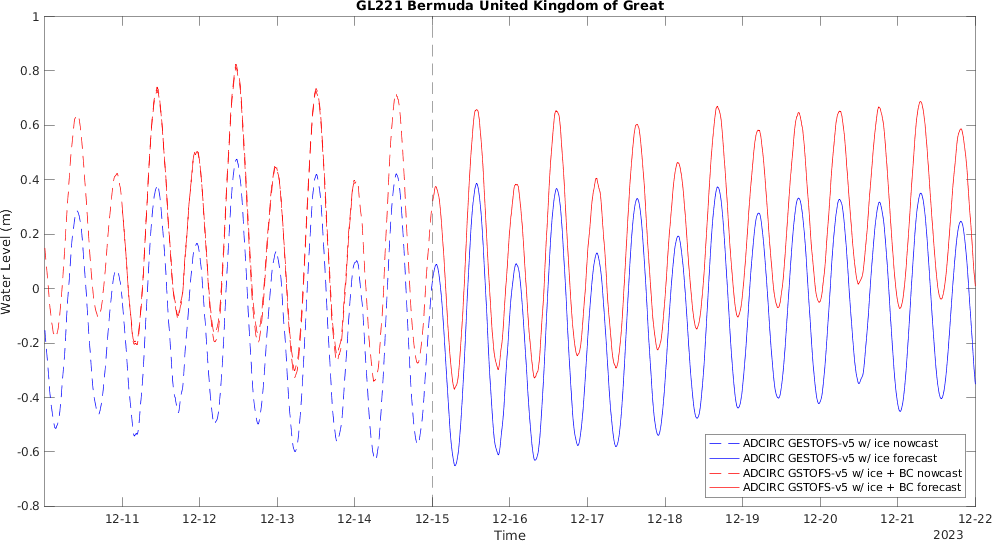 GL221 Bermuda United Kingdom of Great
1
0.8
0.6
0.4
0.2
0
-0.2
-0.4
-0.6
-0.8
Water Level (m)
ADCIRC GESTOFS-v5 w/ ice nowcast
ADCIRC GESTOFS-v5 w/ ice forecast
ADCIRC GSTOFS-v5 w/ ice + BC nowcast
ADCIRC GSTOFS-v5 w/ ice + BC forecast
12-11 12-12 12-13 12-14 12-15 12-16 12-17 12-18 12-19 12-20 12-21 12-22
Time
2023